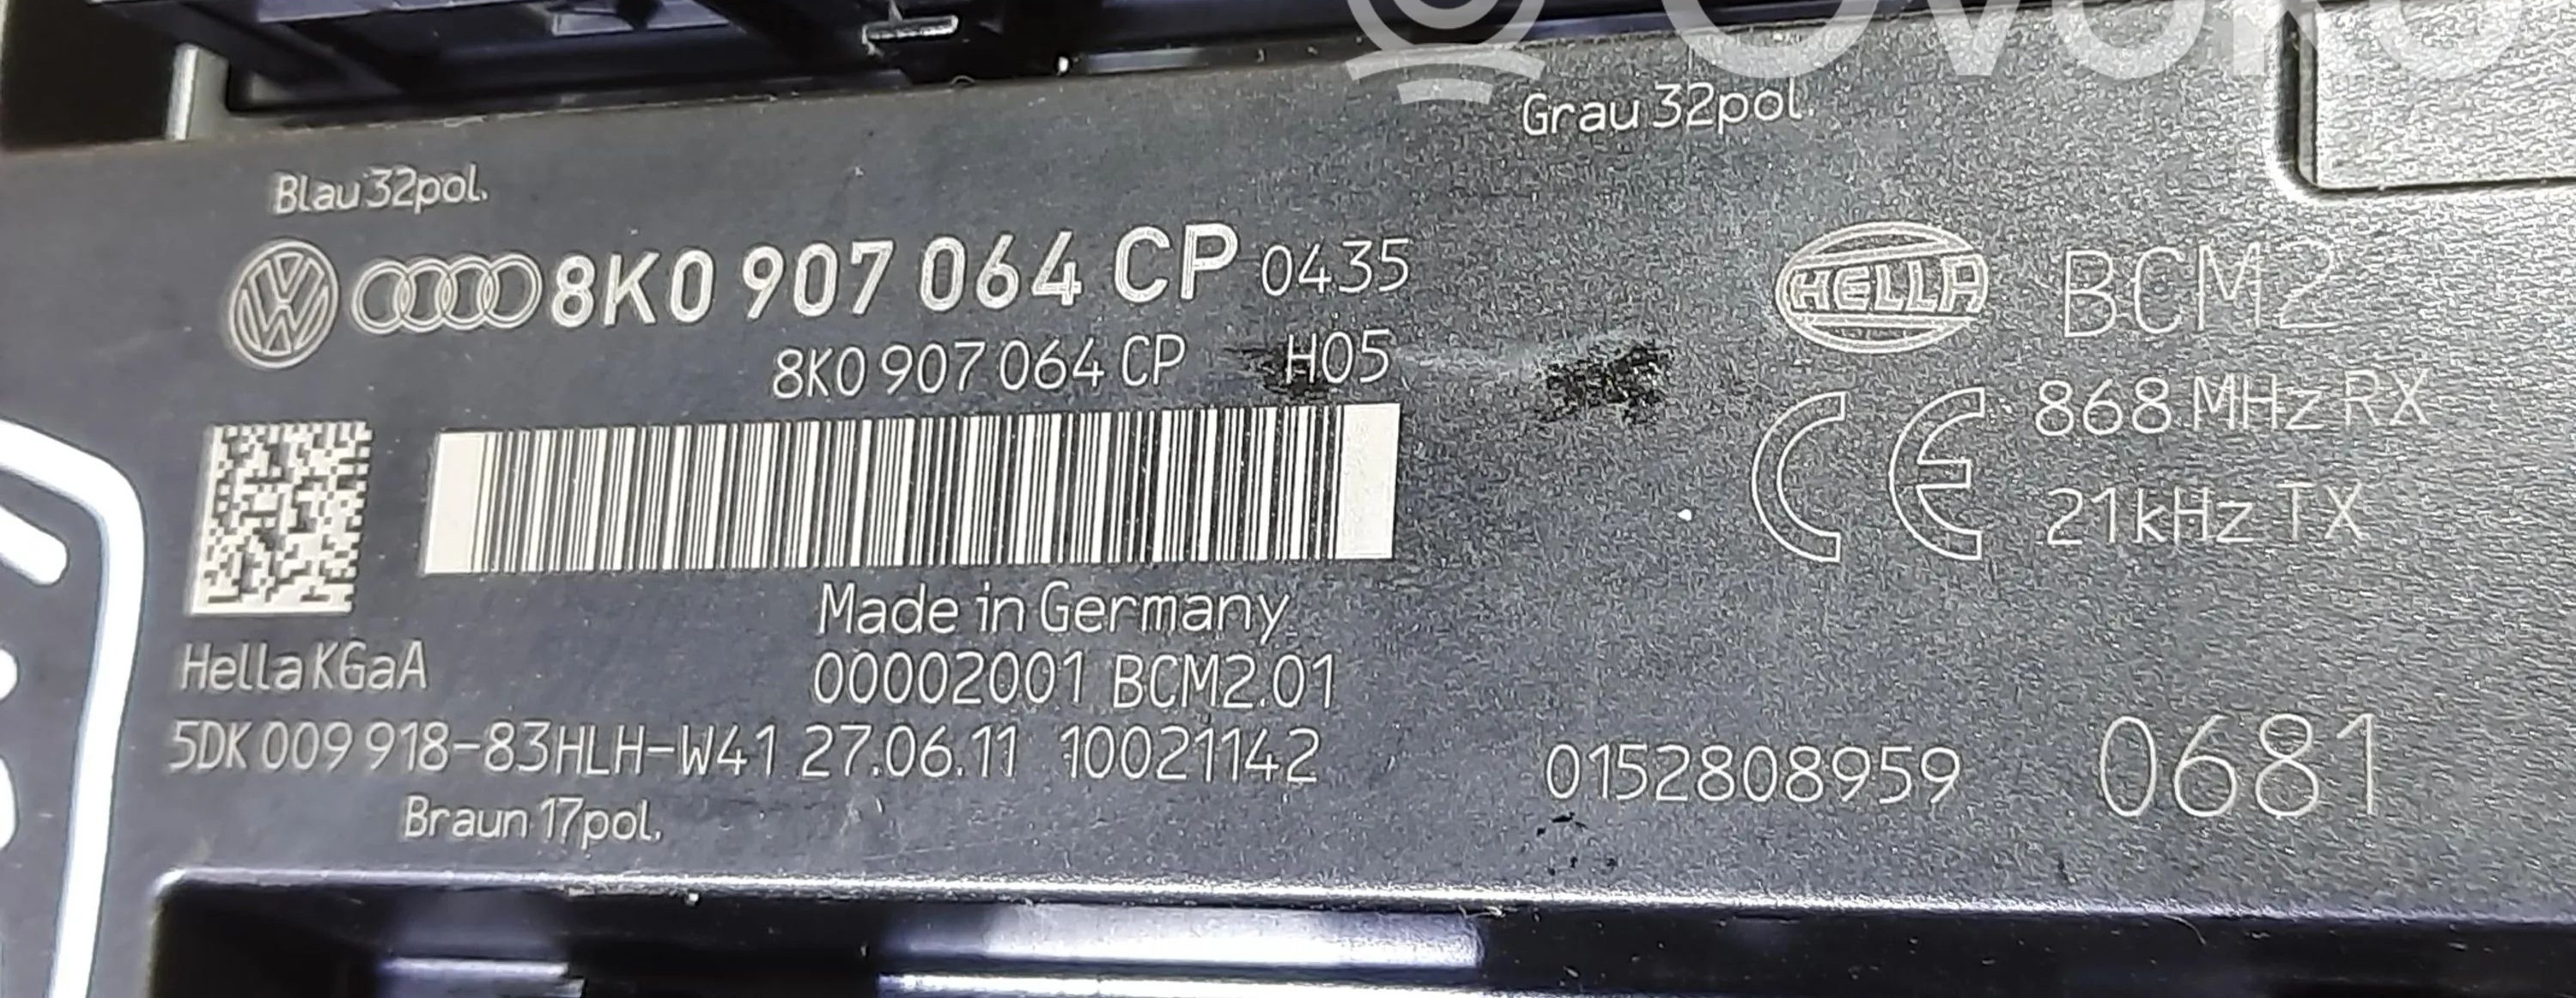 Grau 32pol.
Blau 32pol.
8K0 907 064 CP 0435
8K0 907 064 CP H05
HELLA BCM2
CE 868 MHz RX
21kHz TX
Made in Germany
Hella KGaA
00002001 BCM2.01
5DK 009 918-83HLH-W41 27.06.11 10021142
0152808959 0681
Braun 17pol.